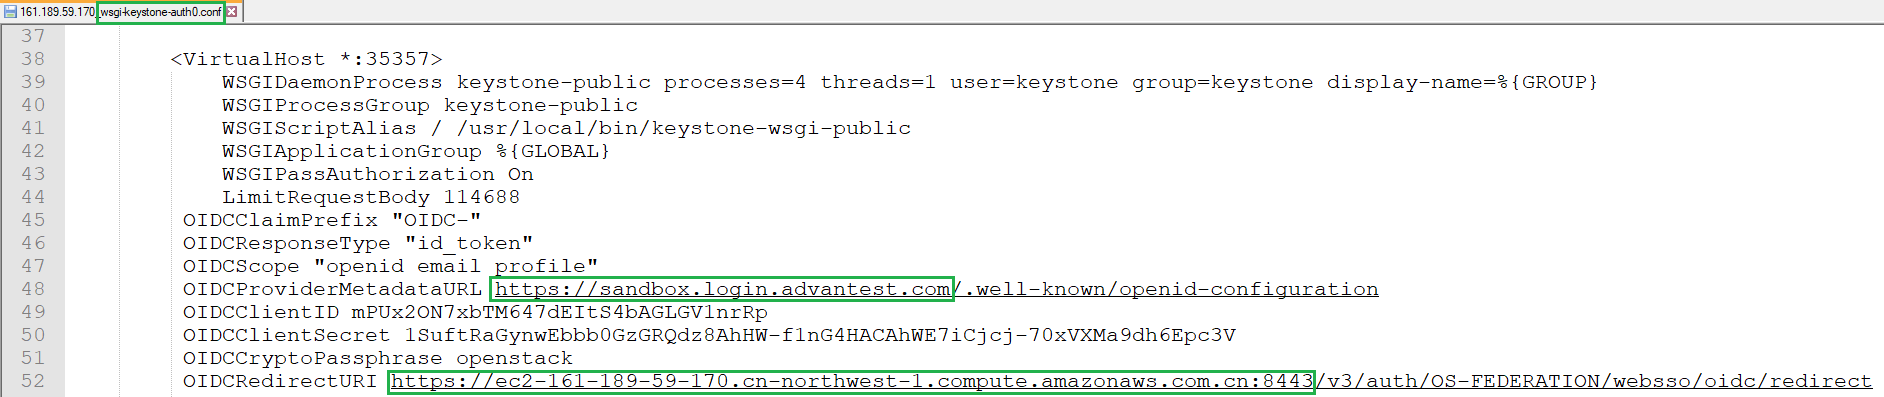 161.189.59.170_wsgi-keystone-auth0.conf
37
38 <VirtualHost *:35357>
39 WSGIDaemonProcess keystone-public processes=4 threads=1 user=keystone group=keystone display-name=%{GROUP}
40 WSGIProcessGroup keystone-public
41 WSGIScriptAlias / /usr/local/bin/keystone-wsgi-public
42 WSGIApplicationGroup %{GLOBAL}
43 WSGIPassAuthorization On
44 LimitRequestBody 114688
45 OIDCClaimPrefix "OIDC-"
46 OIDCResponseType "id_token"
47 OIDCScope "openid email profile"
48 OIDCProviderMetadataURL https://sandbox.login.advantest.com/.well-known/openid-configuration
49 OIDCClientID mPUx2ON7xbTM647dEItS4bAGLGV1nrRp
50 OIDCClientSecret 1SuftRaGynwEbbb0GzGRQdz8AhHW-f1nG4HACAhWE7iCjcj-70xVXMa9dh6Epc3V
51 OIDCCryptoPassphrase openstack
52 OIDCRedirectURI https://ec2-161-189-59-170.cn-northwest-1.compute.amazonaws.com.cn:8443/v3/auth/OS-FEDERATION/websso/oidc/redirect